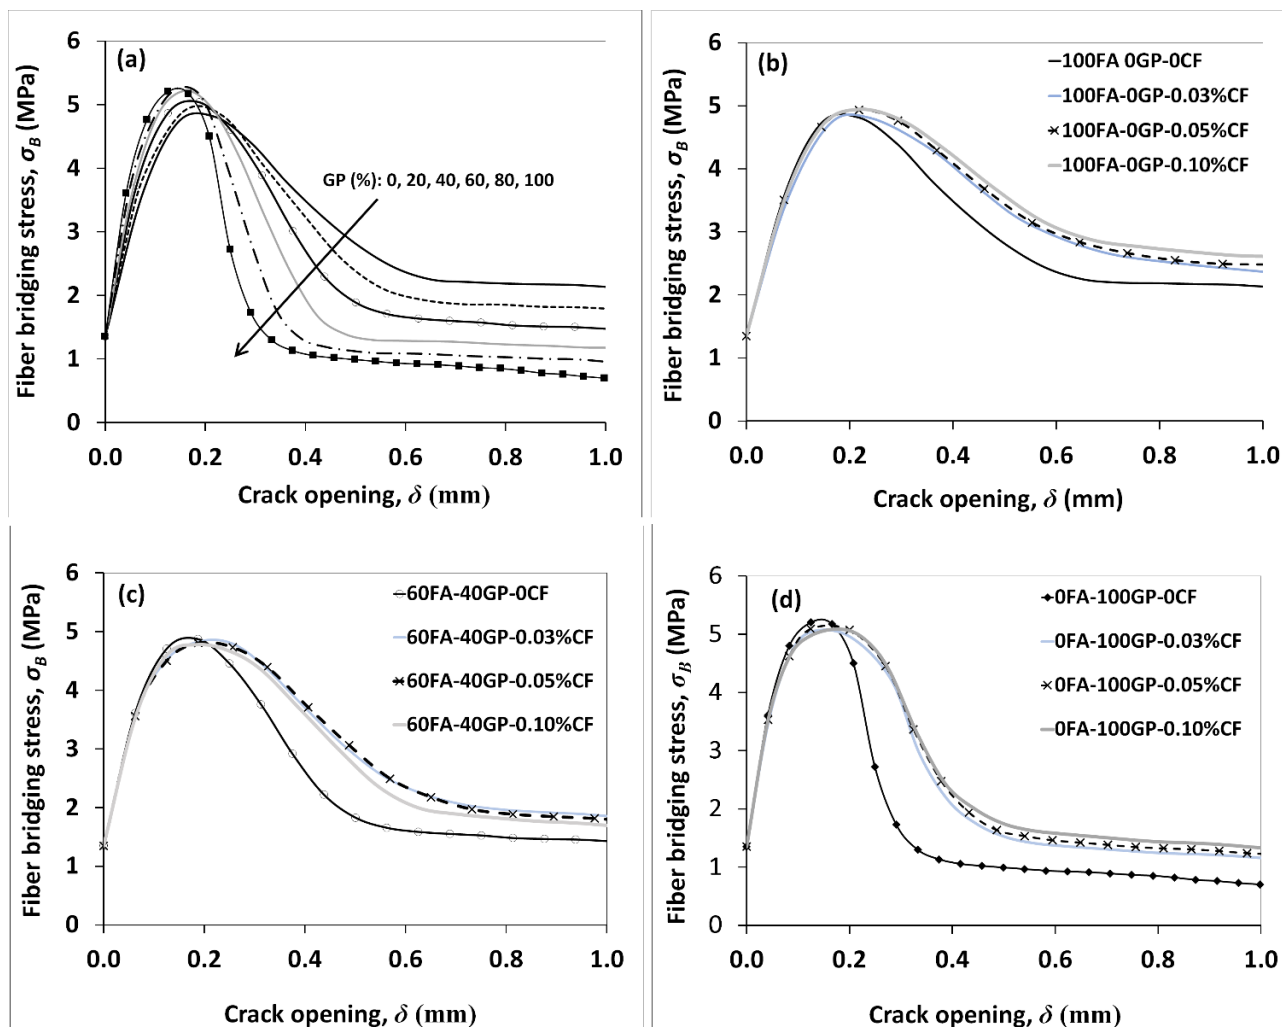 (a)
Fiber bridging stress, σB (MPa)
6
5
4
3
2
1
0
GP (%): 0, 20, 40, 60, 80, 100
0.0 0.2 0.4 0.6 0.8 1.0
Crack opening, δ (mm)
(b)
Fiber bridging stress, σB (MPa)
6
5
4
3
2
1
0
100FA 0GP-0CF
100FA-0GP-0.03%CF
100FA-0GP-0.05%CF
100FA-0GP-0.10%CF
0.0 0.2 0.4 0.6 0.8 1.0
Crack opening, δ (mm)
(c)
Fiber bridging stress, σB (MPa)
6
5
4
3
2
1
0
60FA-40GP-0CF
60FA-40GP-0.03%CF
60FA-40GP-0.05%CF
60FA-40GP-0.10%CF
0.0 0.2 0.4 0.6 0.8 1.0
Crack opening, δ (mm)
(d)
Fiber bridging stress, σB (MPa)
6
5
4
3
2
1
0
0FA-100GP-0CF
0FA-100GP-0.03%CF
0FA-100GP-0.05%CF
0FA-100GP-0.10%CF
0.0 0.2 0.4 0.6 0.8 1.0
Crack opening, δ (mm)